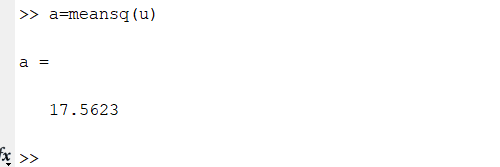 >> a=meansq(u)
a =
17.5623
fx >>